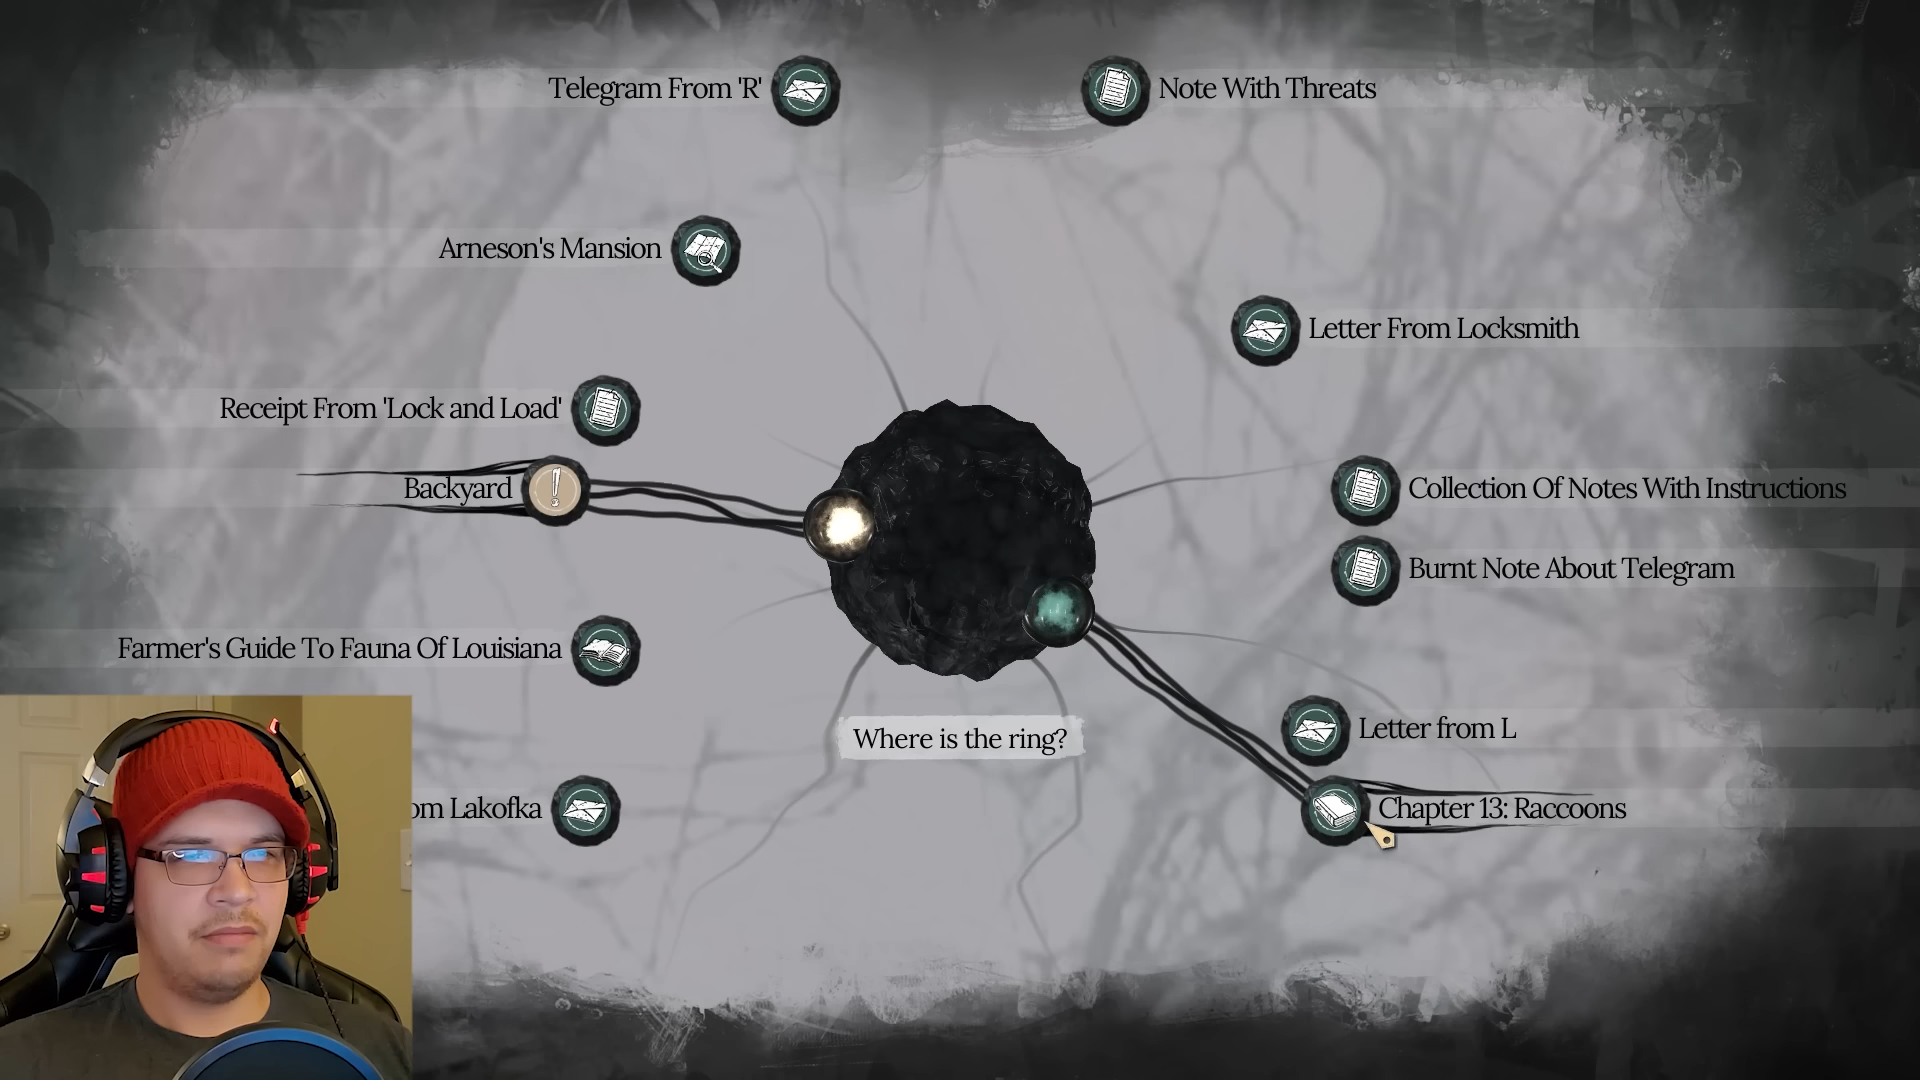 Telegram From 'R'
Note With Threats
Arneson's Mansion
Letter From Locksmith
Receipt From 'Lock and Load'
Backyard
Collection Of Notes With Instructions
Burnt Note About Telegram
Farmer's Guide To Fauna Of Louisiana
Letter from L
Where is the ring?
Lakofka
Chapter 13: Raccoons